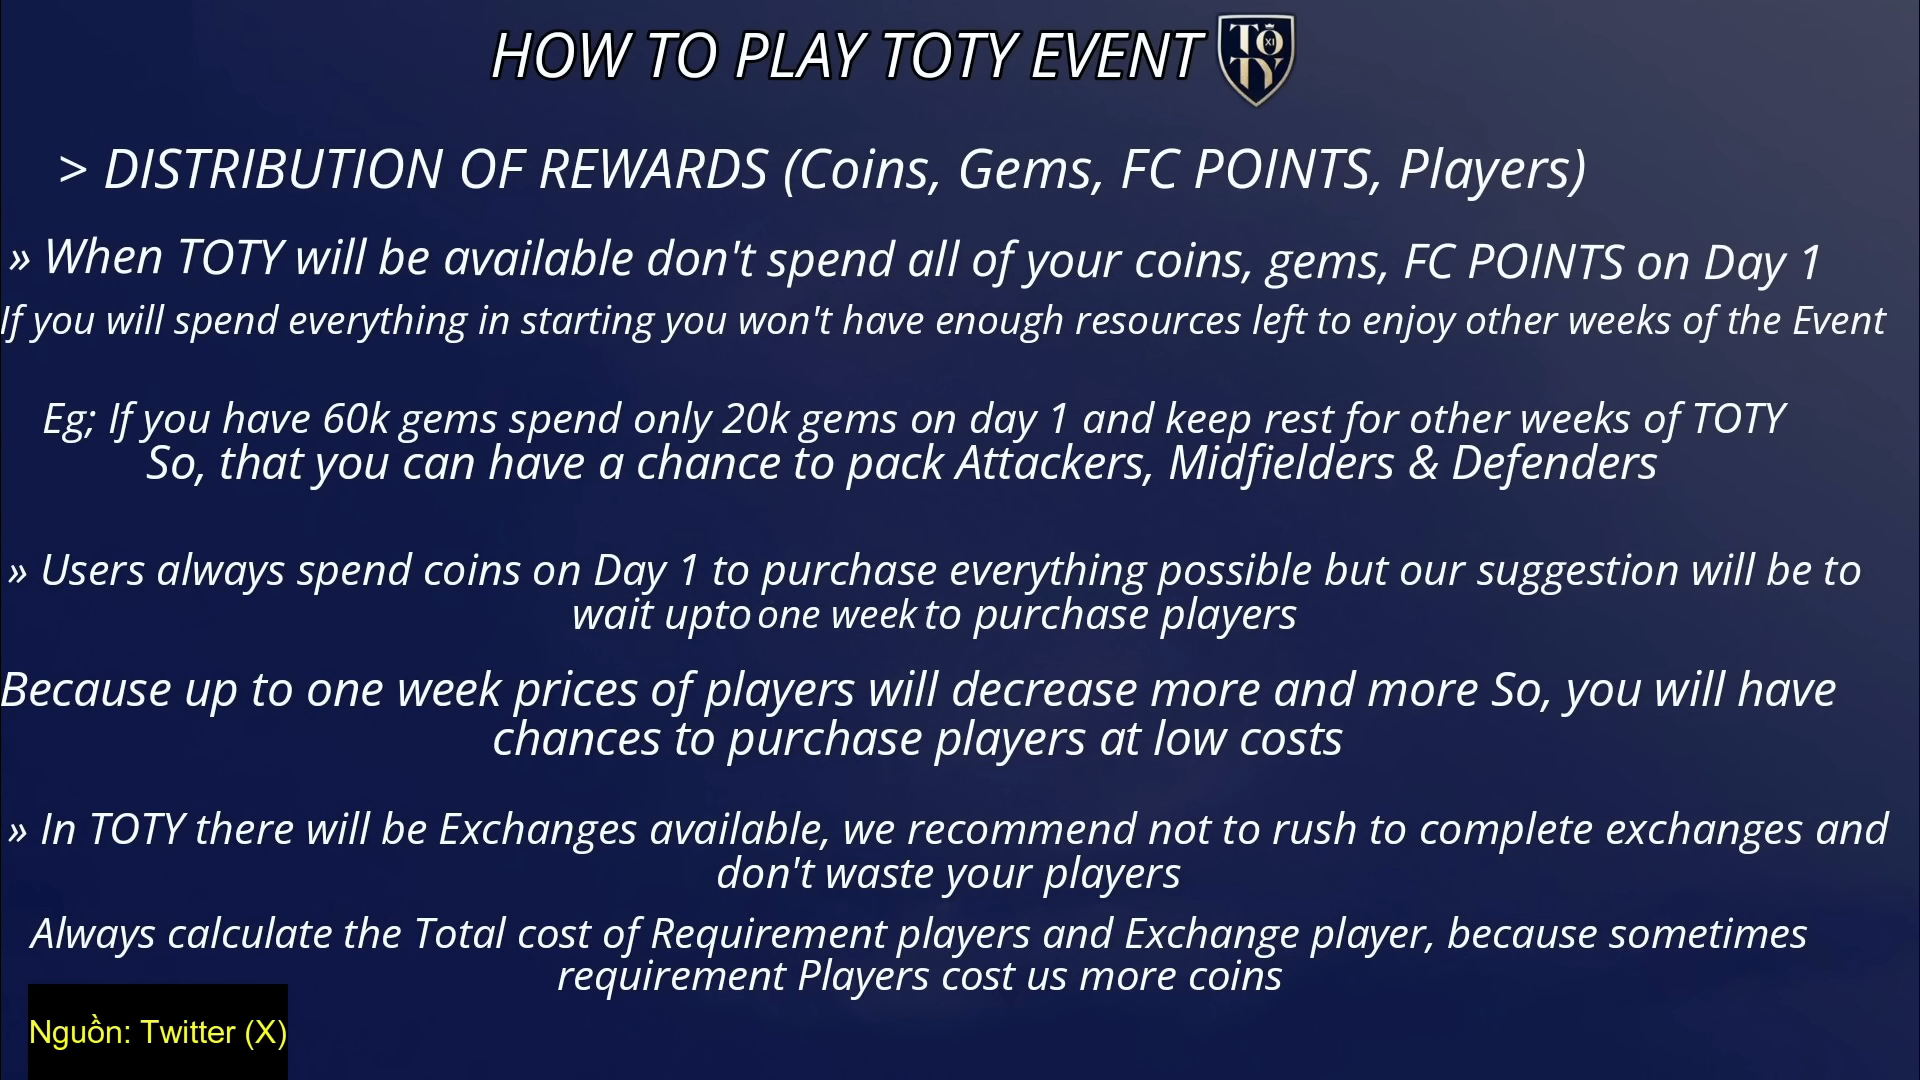 HOW TO PLAY TOTY EVENT
TO XI TY
> DISTRIBUTION OF REWARDS (Coins, Gems, FC POINTS, Players)
» When TOTY will be available don't spend all of your coins, gems, FC POINTS on Day 1
If you will spend everything in starting you won't have enough resources left to enjoy other weeks of the Event
Eg; If you have 60k gems spend only 20k gems on day 1 and keep rest for other weeks of TOTY
So, that you can have a chance to pack Attackers, Midfielders & Defenders
» Users always spend coins on Day 1 to purchase everything possible but our suggestion will be to
wait upto one week to purchase players
Because up to one week prices of players will decrease more and more So, you will have
chances to purchase players at low costs
» In TOTY there will be Exchanges available, we recommend not to rush to complete exchanges and
don't waste your players
Always calculate the Total cost of Requirement players and Exchange player, because sometimes
requirement Players cost us more coins
Nguồn: Twitter (X)